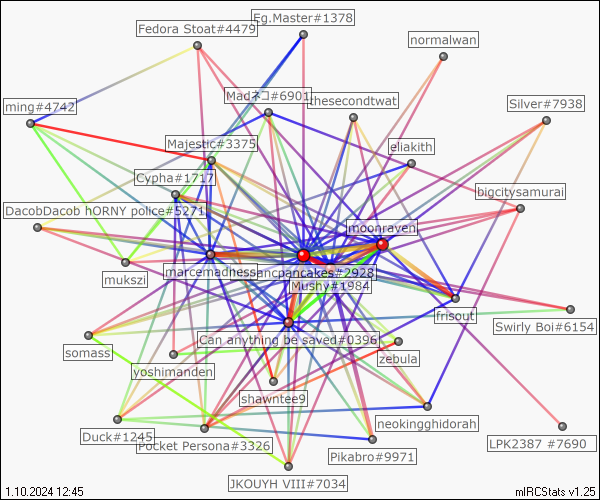 Eg.Master#1378
Fedora Stoat#4479
normalwan
Madネコ#6901
thesecondtwat
Silver#7938
ming#4742
Majestic#3375
eliakith
Cypha#1717
bigcitysamurai
DacobDacob hORNY police#5271
moonraven
mukszi
marcemadhess
ancpancakes#2928
Mushy#1984
frisout
Swirly Boi#6154
Can anything be saved#0396
somass
zebula
yoshimanden
shawntee9
neokingghidorah
Duck#1245
Pocket Persona#3326
LPK2387 #7690
Pikabro#9971
JKOUYH VIII#7034
1.10.2024 12:45
mIRCStats v1.25